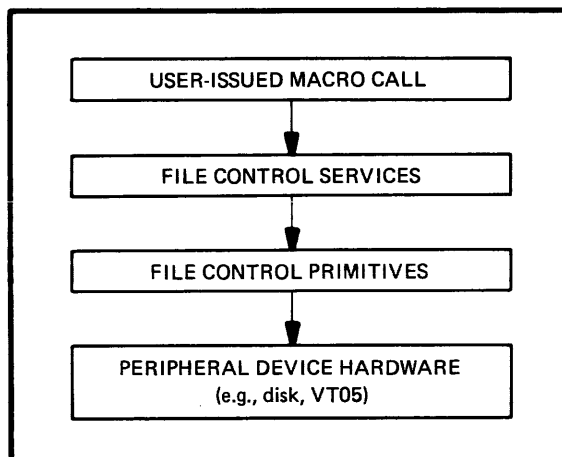 USER-ISSUED MACRO CALL
FILE CONTROL SERVICES
FILE CONTROL PRIMITIVES
PERIPHERAL DEVICE HARDWARE
(e.g., disk, VT05)